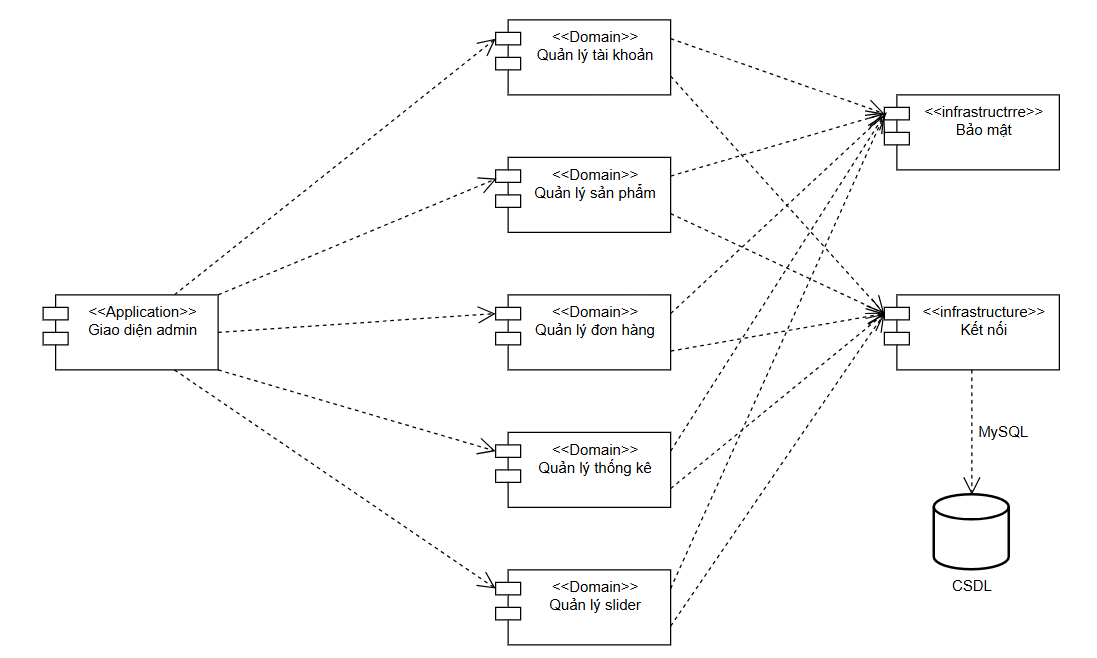 <<Domain>>
Quản lý tài khoản
<<infrastructrre>>
Bảo mật
<<Domain>>
Quản lý sản phẩm
<<Application>>
Giao diện admin
<<Domain>>
Quản lý đơn hàng
<<infrastructure>>
Kết nối
MySQL
<<Domain>>
Quản lý thống kê
CSDL
<<Domain>>
Quản lý slider